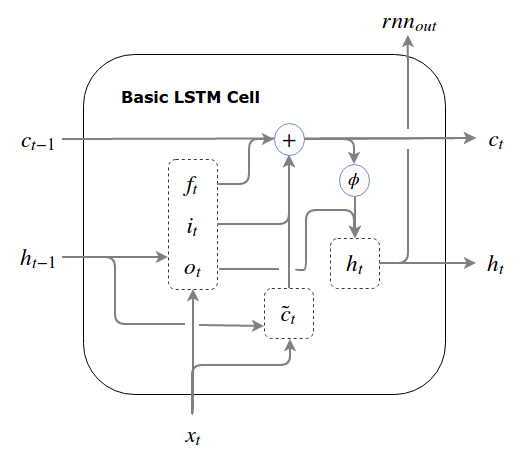 rnn_out
Basic LSTM Cell
c_{t−1} + c_t
f_t ϕ
i_t
h_{t−1} o_t h_t h_t
c̃_t
x_t